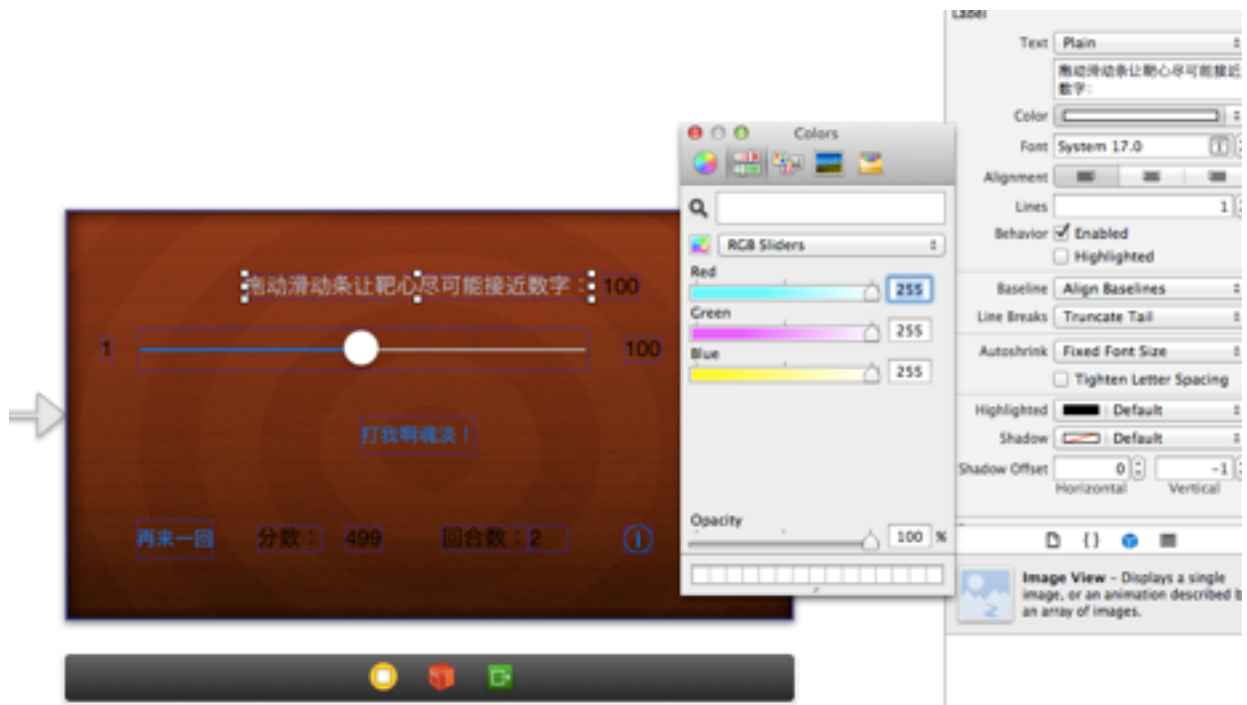 Label
Text Plain
拖动滑动条让靶心尽可能接近
数字：
Color
Font System 17.0
Alignment
Lines 1
Behavior Enabled
Highlighted
Baseline Align Baselines
Line Breaks Truncate Tail
Autoshrink Fixed Font Size
Tighten Letter Spacing
Highlighted Default
Shadow Default
Shadow Offset 0 -1
Horizontal Vertical
Image View - Displays a single
image, or an animation described b
an array of images.
Colors
RGB Sliders
Red
255
Green
255
Blue
255
Opacity
100 %
拖动滑动条让靶心尽可能接近数字： 100
1 100
打我啊魂淡！
再来一回 分数： 499 回合数：2